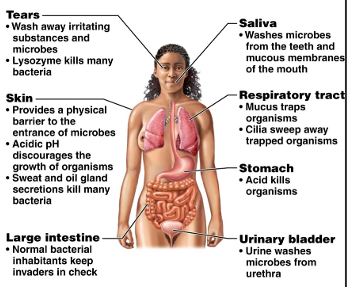 Tears
• Wash away irritating
substances and
microbes
• Lysozyme kills many
bacteria
Skin
• Provides a physical
barrier to the
entrance of microbes
• Acidic pH
discourages the
growth of organisms
• Sweat and oil gland
secretions kill many
bacteria
Large intestine
• Normal bacterial
inhabitants keep
invaders in check
Saliva
• Washes microbes
from the teeth and
mucous membranes
of the mouth
Respiratory tract
• Mucus traps
organisms
• Cilia sweep away
trapped organisms
Stomach
• Acid kills
organisms
Urinary bladder
• Urine washes
microbes from
urethra